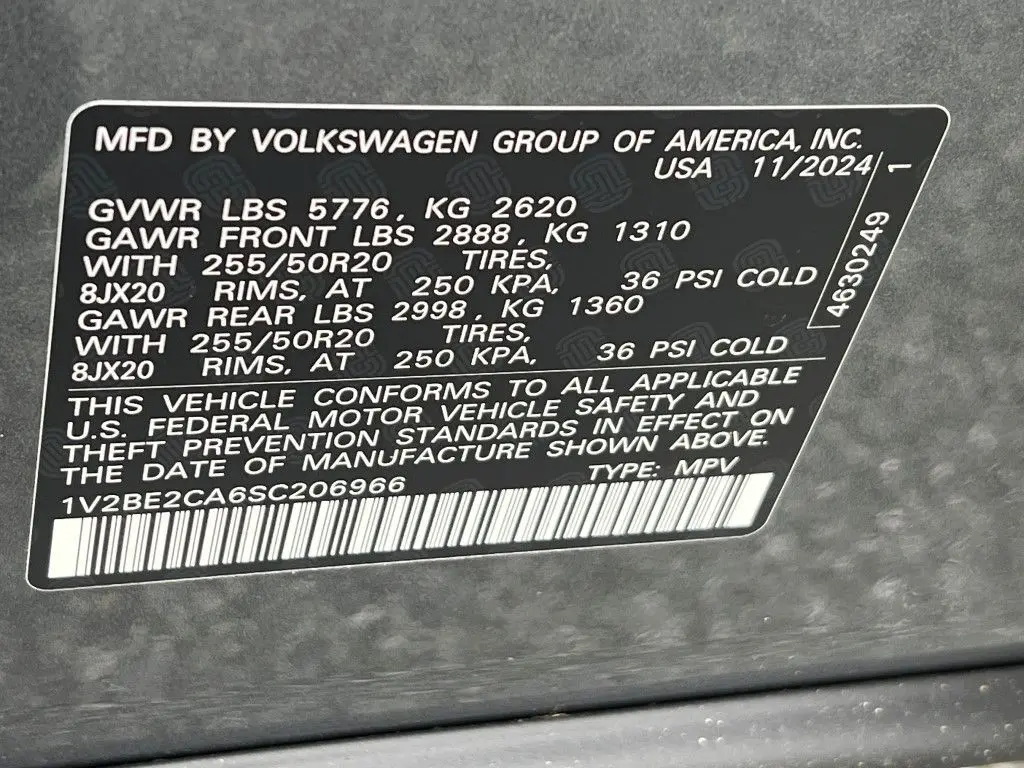 MFD BY VOLKSWAGEN GROUP OF AMERICA, INC.
USA 11/2024
GVWR LBS 5776, KG 2620
GAWR FRONT LBS 2888, KG 1310
WITH 255/50R20 TIRES,
8JX20 RIMS, AT 250 KPA, 36 PSI COLD
GAWR REAR LBS 2998, KG 1360
WITH 255/50R20 TIRES,
8JX20 RIMS, AT 250 KPA, 36 PSI COLD
THIS VEHICLE CONFORMS TO ALL APPLICABLE
U.S. FEDERAL MOTOR VEHICLE SAFETY AND
THEFT PREVENTION STANDARDS IN EFFECT ON
THE DATE OF MANUFACTURE SHOWN ABOVE.
1V2BE2CA6SC206966 TYPE: MPV
4630249 1